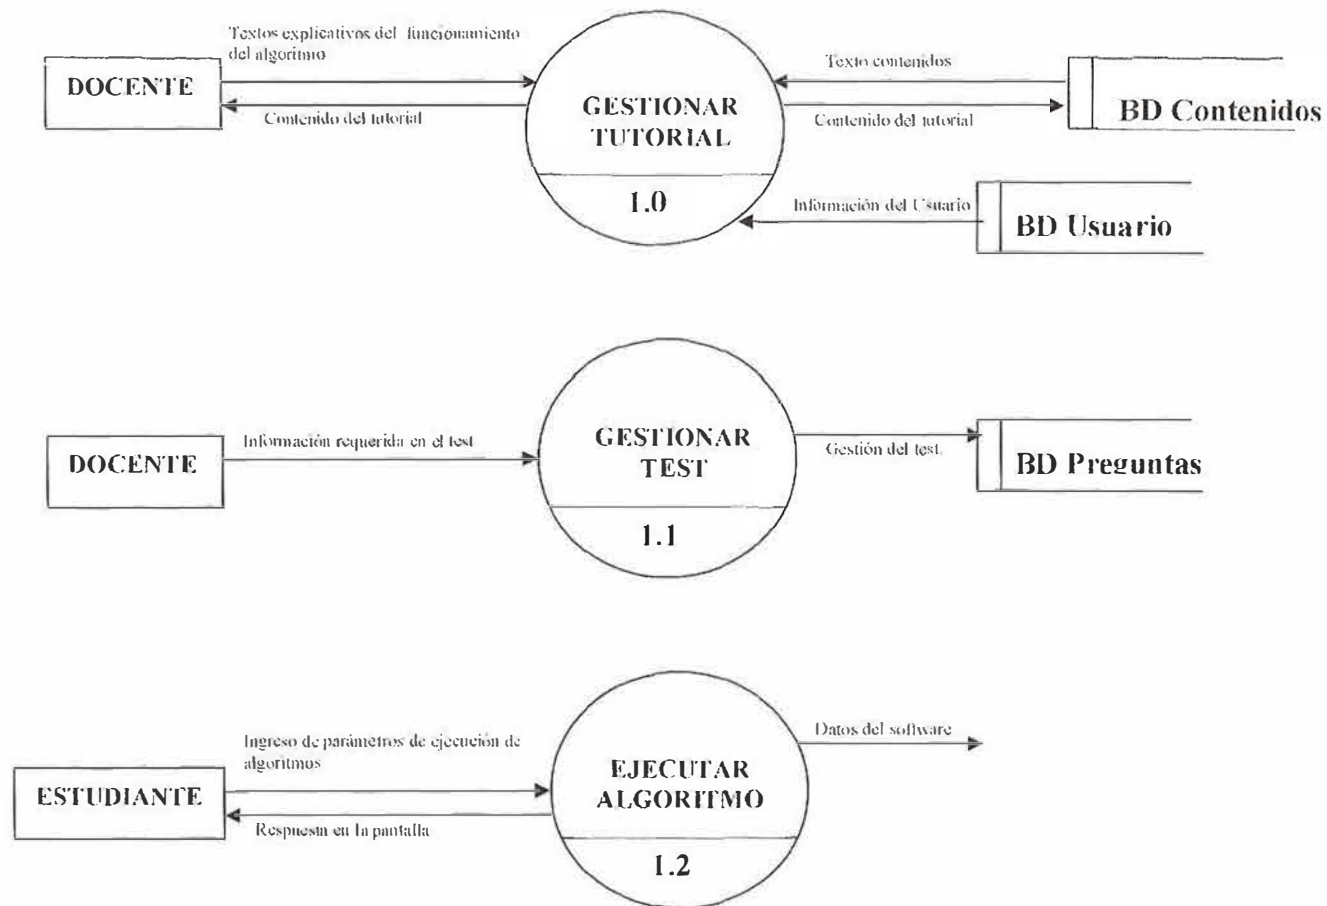 Textos explicativos del funcionamiento
del algoritmo
DOCENTE
Contenido del tutorial
GESTIONAR
TUTORIAL
1.0
Texto contenidos
Contenido del tutorial
BD Contenidos
Información del Usuario
BD Usuario
DOCENTE
Información requerida en el test
GESTIONAR
TEST
1.1
Gestión del test.
BD Preguntas
ESTUDIANTE
Ingreso de parámetros de ejecución de
algoritmos
Respuesta en la pantalla
EJECUTAR
ALGORITMO
1.2
Datos del software